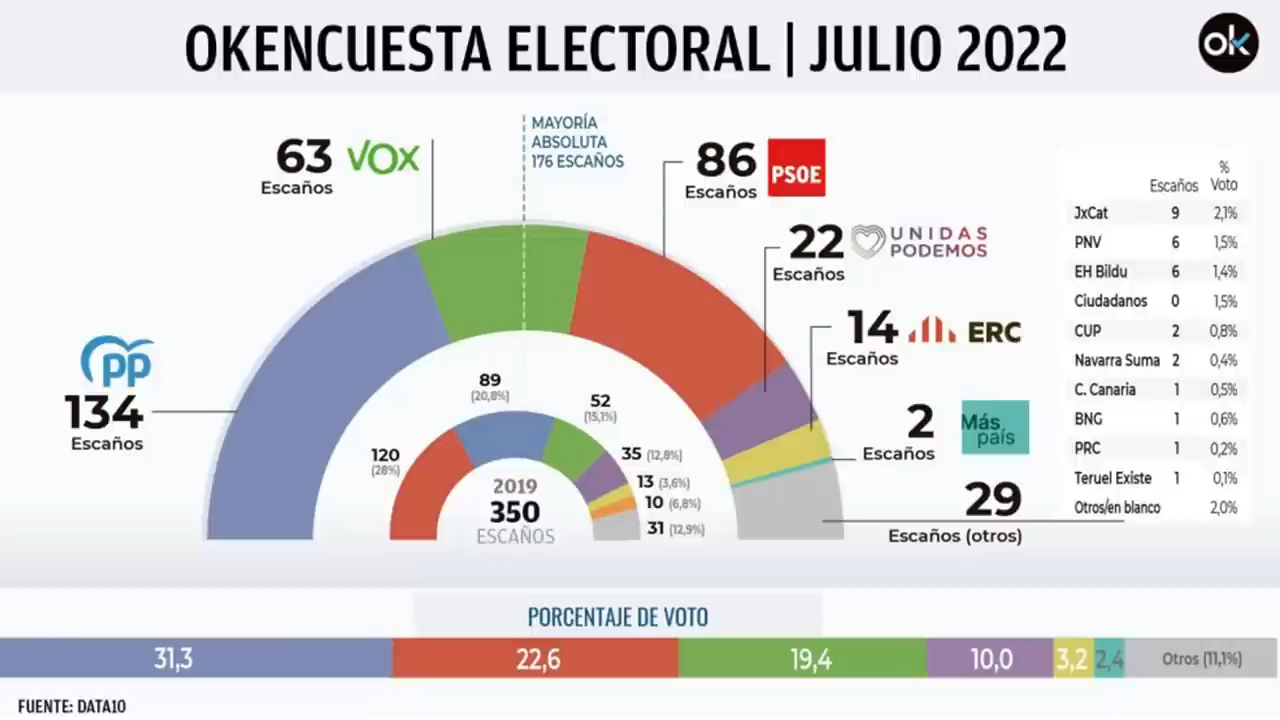 OKENCUESTA ELECTORAL | JULIO 2022
ok
63 VOX
Escaños
MAYORÍA
ABSOLUTA
176 ESCAÑOS
86 PSOE
Escaños
22 UNIDAS
PODEMOS
Escaños
14 ERC
Escaños
2 Más
país
Escaños
29
Escaños (otros)
pp
134
Escaños
89
(20,8%)
52
(15,1%)
120
(28%)
35 (12,8%)
13 (3,6%)
10 (6,8%)
31 (12,9%)
2019
350
ESCAÑOS
%
Escaños Voto
JxCat 9 2,1%
PNV 6 1,5%
EH Bildu 6 1,4%
Ciudadanos 0 1,5%
CUP 2 0,8%
Navarra Suma 2 0,4%
C. Canaria 1 0,5%
BNG 1 0,6%
PRC 1 0,2%
Teruel Existe 1 0,1%
Otros/en blanco 2,0%
PORCENTAJE DE VOTO
31,3 22,6 19,4 10,0 3,2 2,4 Otros (11,1%)
FUENTE: DATA10